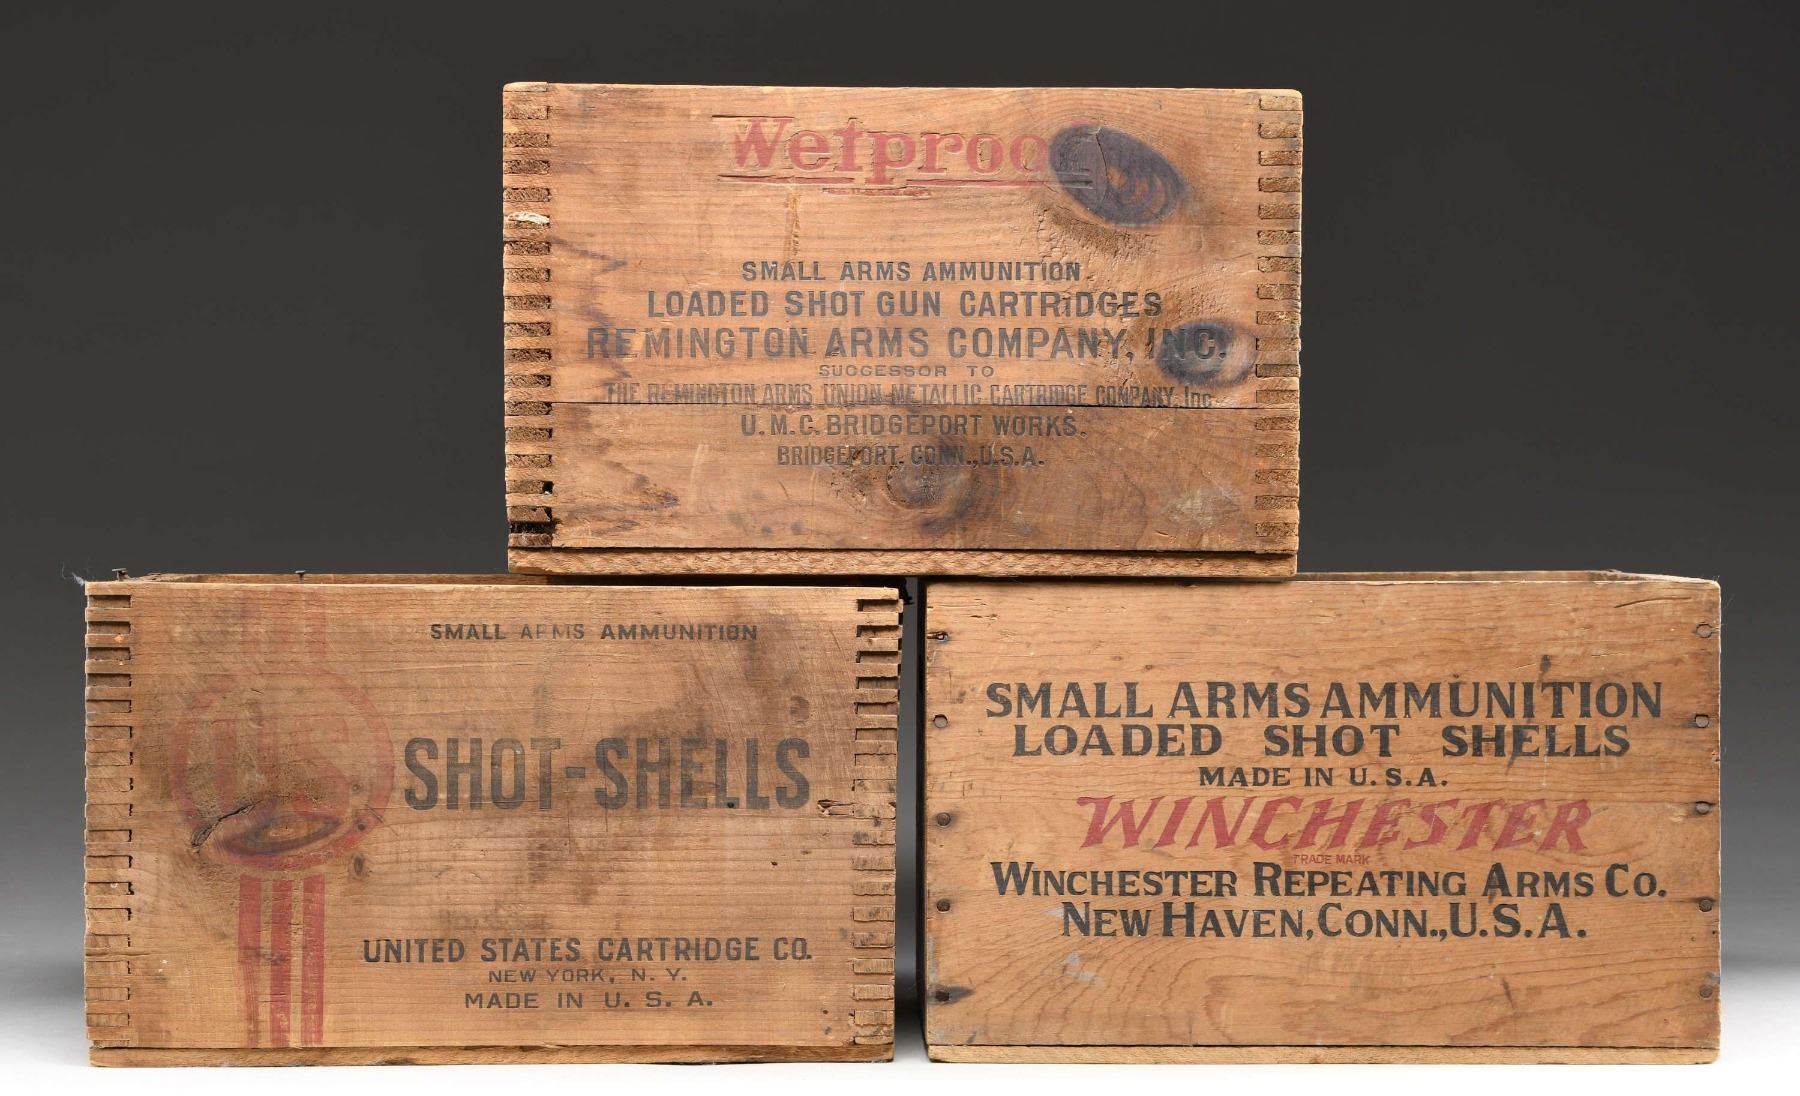 Wetproof
SMALL ARMS AMMUNITION
LOADED SHOT GUN CARTRIDGES
REMINGTON ARMS COMPANY, INC.
SUCCESSOR TO
THE REMINGTON ARMS UNION METALLIC CARTRIDGE COMPANY, Inc.
U.M.C. BRIDGEPORT WORKS.
BRIDGEPORT. CONN., U.S.A.
SMALL ARMS AMMUNITION
US
SHOT-SHELLS
UNITED STATES CARTRIDGE CO.
NEW YORK, N. Y.
MADE IN U. S. A.
SMALL ARMS AMMUNITION
LOADED SHOT SHELLS
MADE IN U.S.A.
WINCHESTER
TRADE MARK
WINCHESTER REPEATING ARMS CO.
NEW HAVEN, CONN., U.S.A.